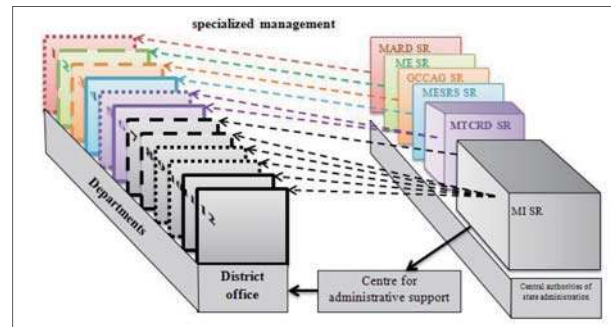 specialized management
MARD SR
ME SR
GCCAG SR
MESRS SR
MTCRD SR
MI SR
Departments
District
office
Centre for
administrative support
Central authorities of
state administration